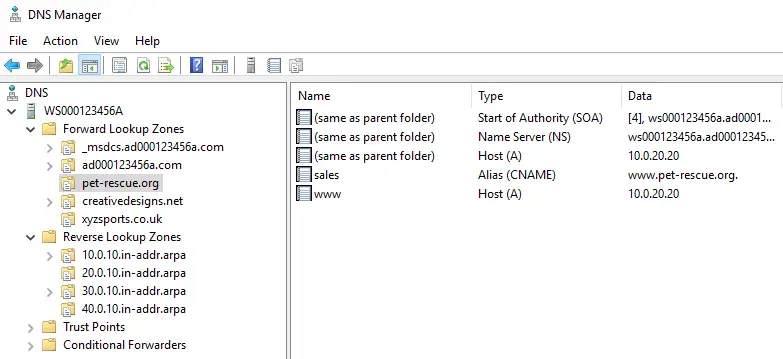 DNS Manager
File Action View Help
DNS
WS000123456A
Forward Lookup Zones
_msdcs.ad000123456a.com
ad000123456a.com
pet-rescue.org
creativedesigns.net
xyzsports.co.uk
Reverse Lookup Zones
10.0.10.in-addr.arpa
20.0.10.in-addr.arpa
30.0.10.in-addr.arpa
40.0.10.in-addr.arpa
Trust Points
Conditional Forwarders
Name Type Data
(same as parent folder) Start of Authority (SOA) [4], ws000123456a.ad0001...
(same as parent folder) Name Server (NS) ws000123456a.ad00012345...
(same as parent folder) Host (A) 10.0.20.20
sales Alias (CNAME) www.pet-rescue.org.
www Host (A) 10.0.20.20